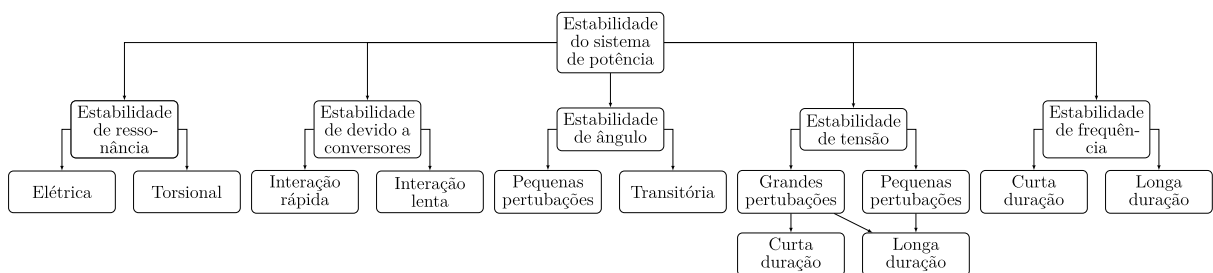 Estabilidade
do sistema
de potência
Estabilidade
de resso-
nância
Estabilidade
de devido a
conversores
Estabilidade
de ângulo
Estabilidade
de tensão
Estabilidade
de frequên-
cia
Elétrica
Torsional
Interação
rápida
Interação
lenta
Pequenas
pertubações
Transitória
Grandes
pertubações
Pequenas
pertubações
Curta
duração
Longa
duração
Curta
duração
Longa
duração